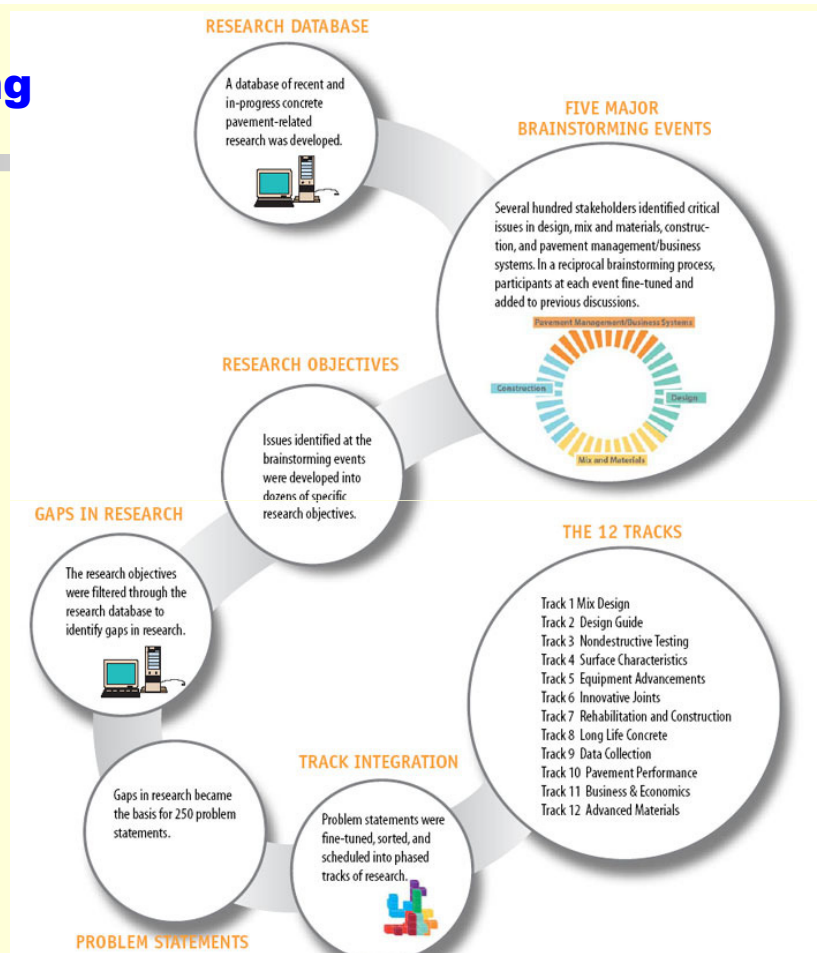 RESEARCH DATABASE
A database of recent and
in-progress concrete
pavement-related
research was developed.
FIVE MAJOR
BRAINSTORMING EVENTS
Several hundred stakeholders identified critical
issues in design, mix and materials, construc-
tion, and pavement management/business
systems. In a reciprocal brainstorming process,
participants at each event fine-tuned and
added to previous discussions.
Pavement Management/Business Systems
Construction
Design
Mix and Materials
RESEARCH OBJECTIVES
Issues identified at the
brainstorming events
were developed into
dozens of specific
research objectives.
GAPS IN RESEARCH
The research objectives
were filtered through the
research database to
identify gaps in research.
Gaps in research became
the basis for 250 problem
statements.
PROBLEM STATEMENTS
TRACK INTEGRATION
Problem statements were
fine-tuned, sorted, and
scheduled into phased
tracks of research.
THE 12 TRACKS
Track 1 Mix Design
Track 2 Design Guide
Track 3 Nondestructive Testing
Track 4 Surface Characteristics
Track 5 Equipment Advancements
Track 6 Innovative Joints
Track 7 Rehabilitation and Construction
Track 8 Long Life Concrete
Track 9 Data Collection
Track 10 Pavement Performance
Track 11 Business & Economics
Track 12 Advanced Materials